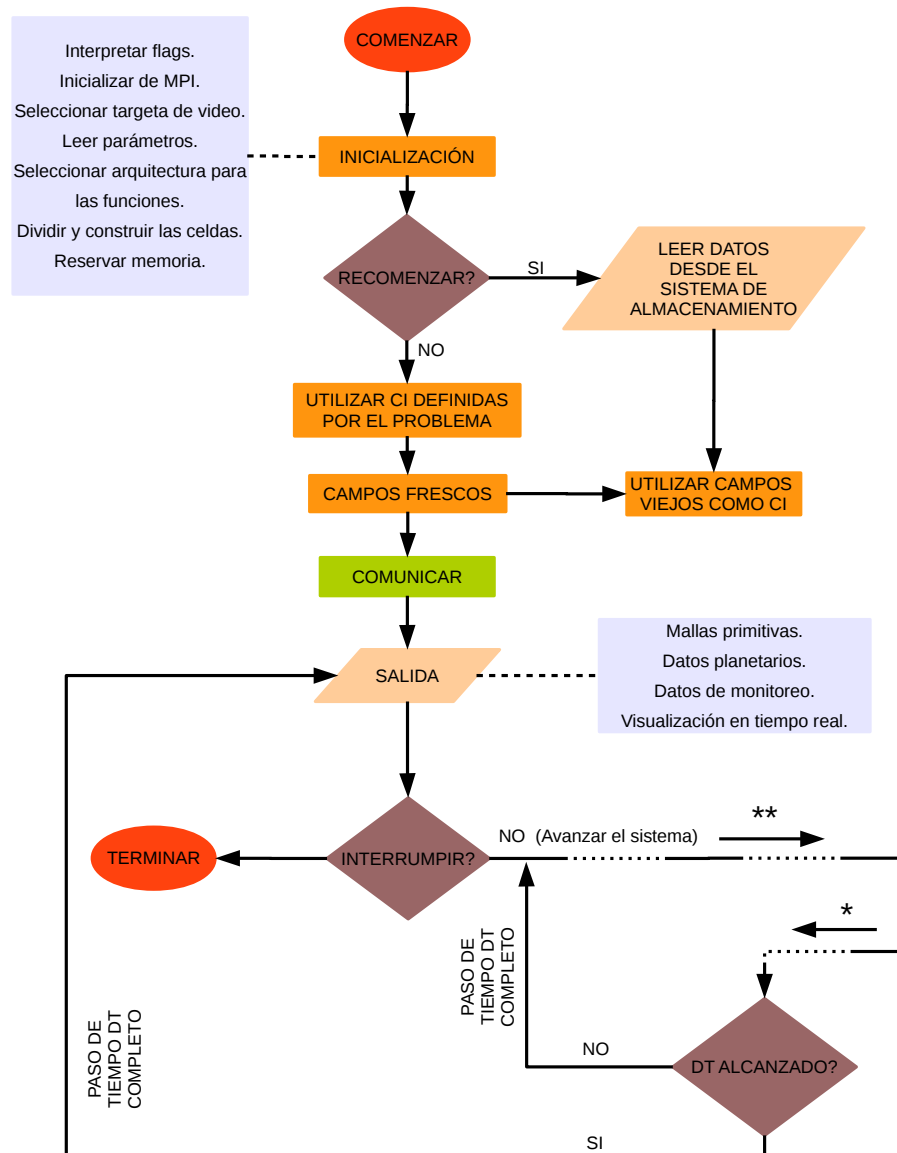 COMENZAR
Interpretar flags.
Inicializar de MPI.
Seleccionar targeta de video.
Leer parámetros.
Seleccionar arquitectura para
las funciones.
Dividir y construir las celdas.
Reservar memoria.
INICIALIZACIÓN
RECOMENZAR?
SI
LEER DATOS
DESDE EL
SISTEMA DE
ALMACENAMIENTO
NO
UTILIZAR CI DEFINIDAS
POR EL PROBLEMA
CAMPOS FRESCOS
UTILIZAR CAMPOS
VIEJOS COMO CI
COMUNICAR
SALIDA
Mallas primitivas.
Datos planetarios.
Datos de monitoreo.
Visualización en tiempo real.
TERMINAR
INTERRUMPIR?
NO (Avanzar el sistema)
**
*
PASO DE
TIEMPO DT
COMPLETO
DT ALCANZADO?
NO
PASO DE
TIEMPO DT
COMPLETO
SI